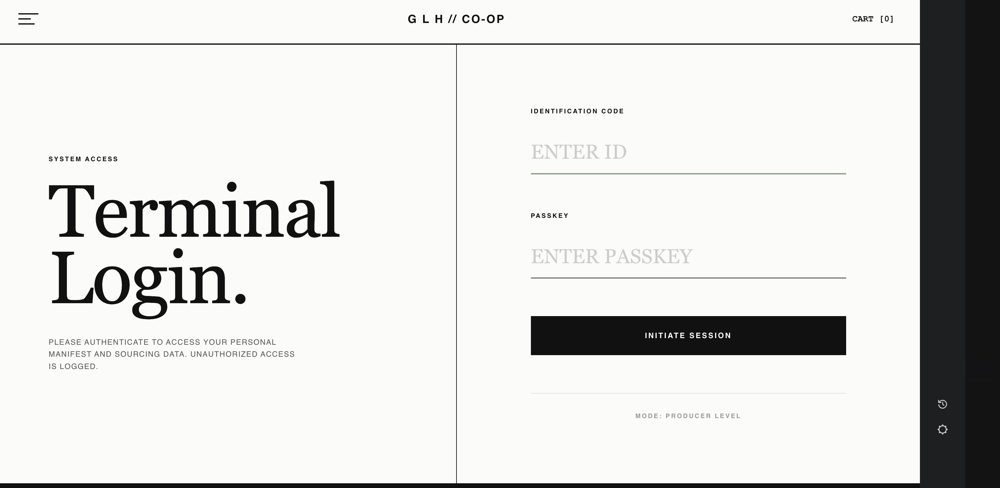 G L H // CO-OP
CART [0]
SYSTEM ACCESS
Terminal
Login.
PLEASE AUTHENTICATE TO ACCESS YOUR PERSONAL
MANIFEST AND SOURCING DATA. UNAUTHORIZED ACCESS
IS LOGGED.
IDENTIFICATION CODE
ENTER ID
PASSKEY
ENTER PASSKEY
INITIATE SESSION
MODE: PRODUCER LEVEL